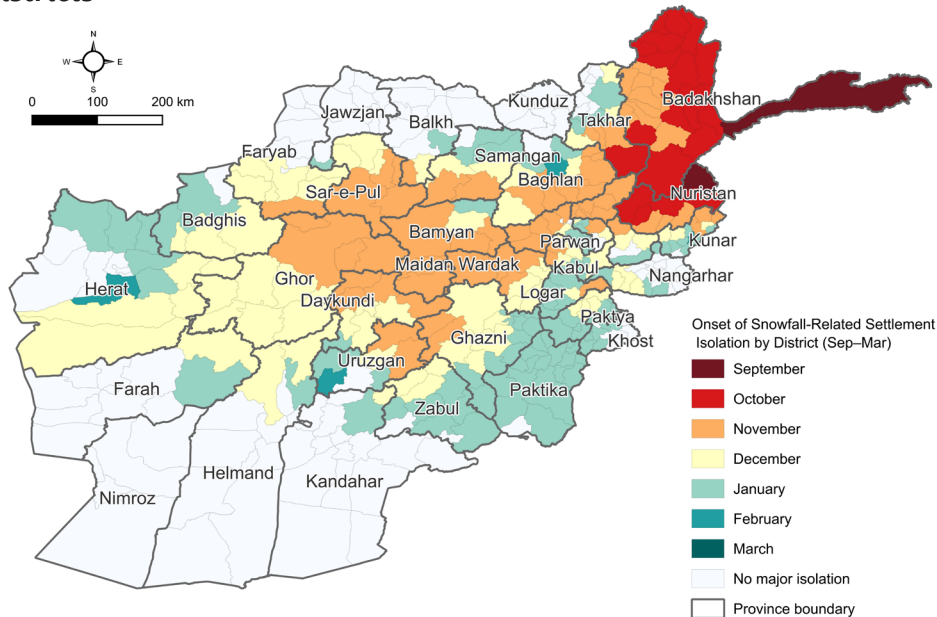 N
W E
S
0 100 200 km
Jawzjan
Kunduz
Balkh
Takhar
Badakhshan
Faryab
Samangan
Baghlan
Sar-e-Pul
Nuristan
Badghis
Bamyan
Parwan
Kunar
Maidan Wardak
Kabul
Ghor
Nangarhar
Herat
Daykundi
Logar
Paktya
Ghazni
Khost
Uruzgan
Farah
Paktika
Zabul
Helmand
Kandahar
Nimroz
Onset of Snowfall-Related Settlement
Isolation by District (Sep–Mar)
September
October
November
December
January
February
March
No major isolation
Province boundary